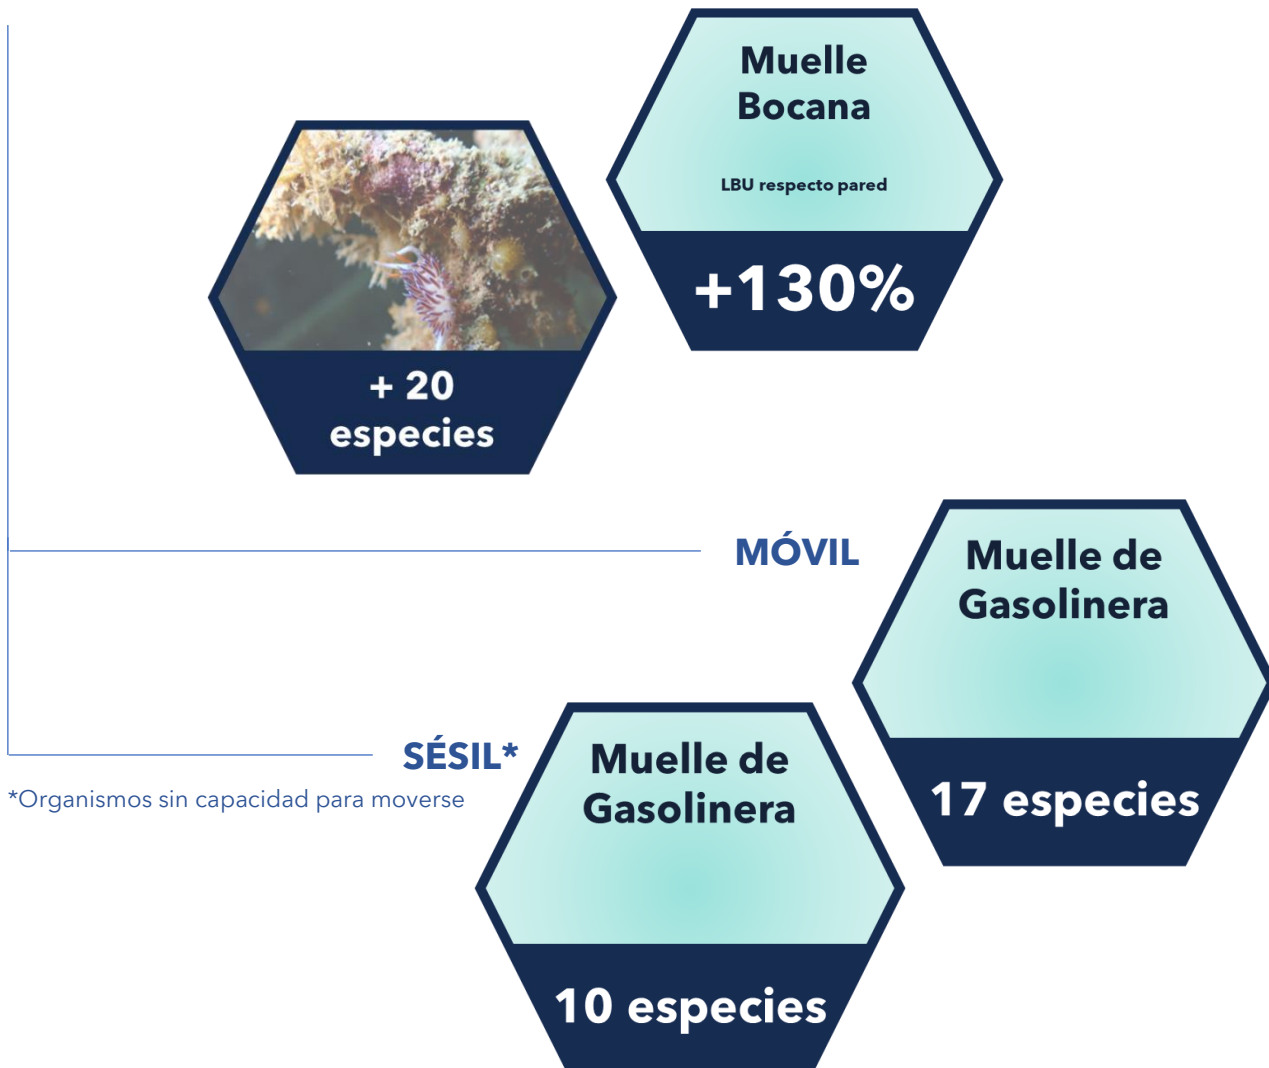 Muelle
Bocana
LBU respecto pared
+130%
+ 20
especies
MÓVIL
Muelle de
Gasolinera
17 especies
SÉSIL*
*Organismos sin capacidad para moverse
Muelle de
Gasolinera
10 especies